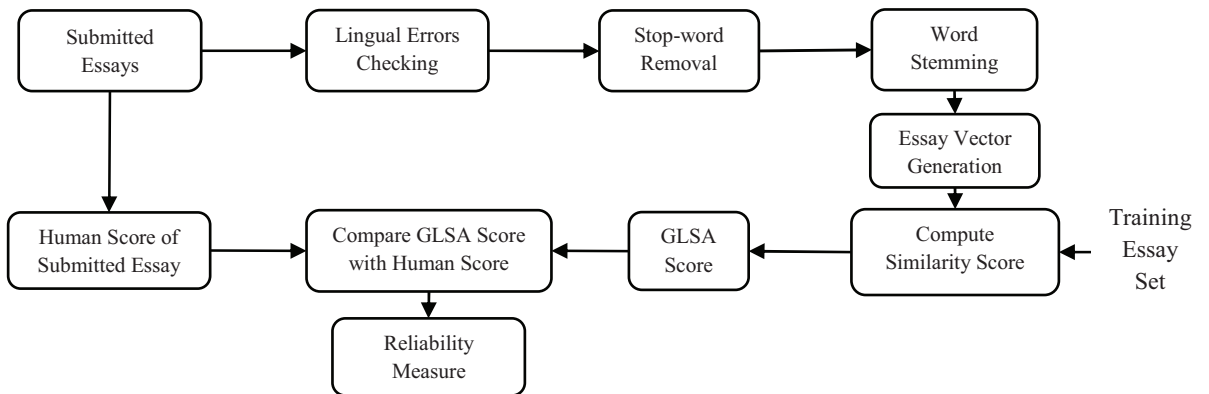 Submitted
Essays
Lingual Errors
Checking
Stop-word
Removal
Word
Stemming
Essay Vector
Generation
Human Score of
Submitted Essay
Compare GLSA Score
with Human Score
GLSA
Score
Compute
Similarity Score
Training
Essay
Set
Reliability
Measure